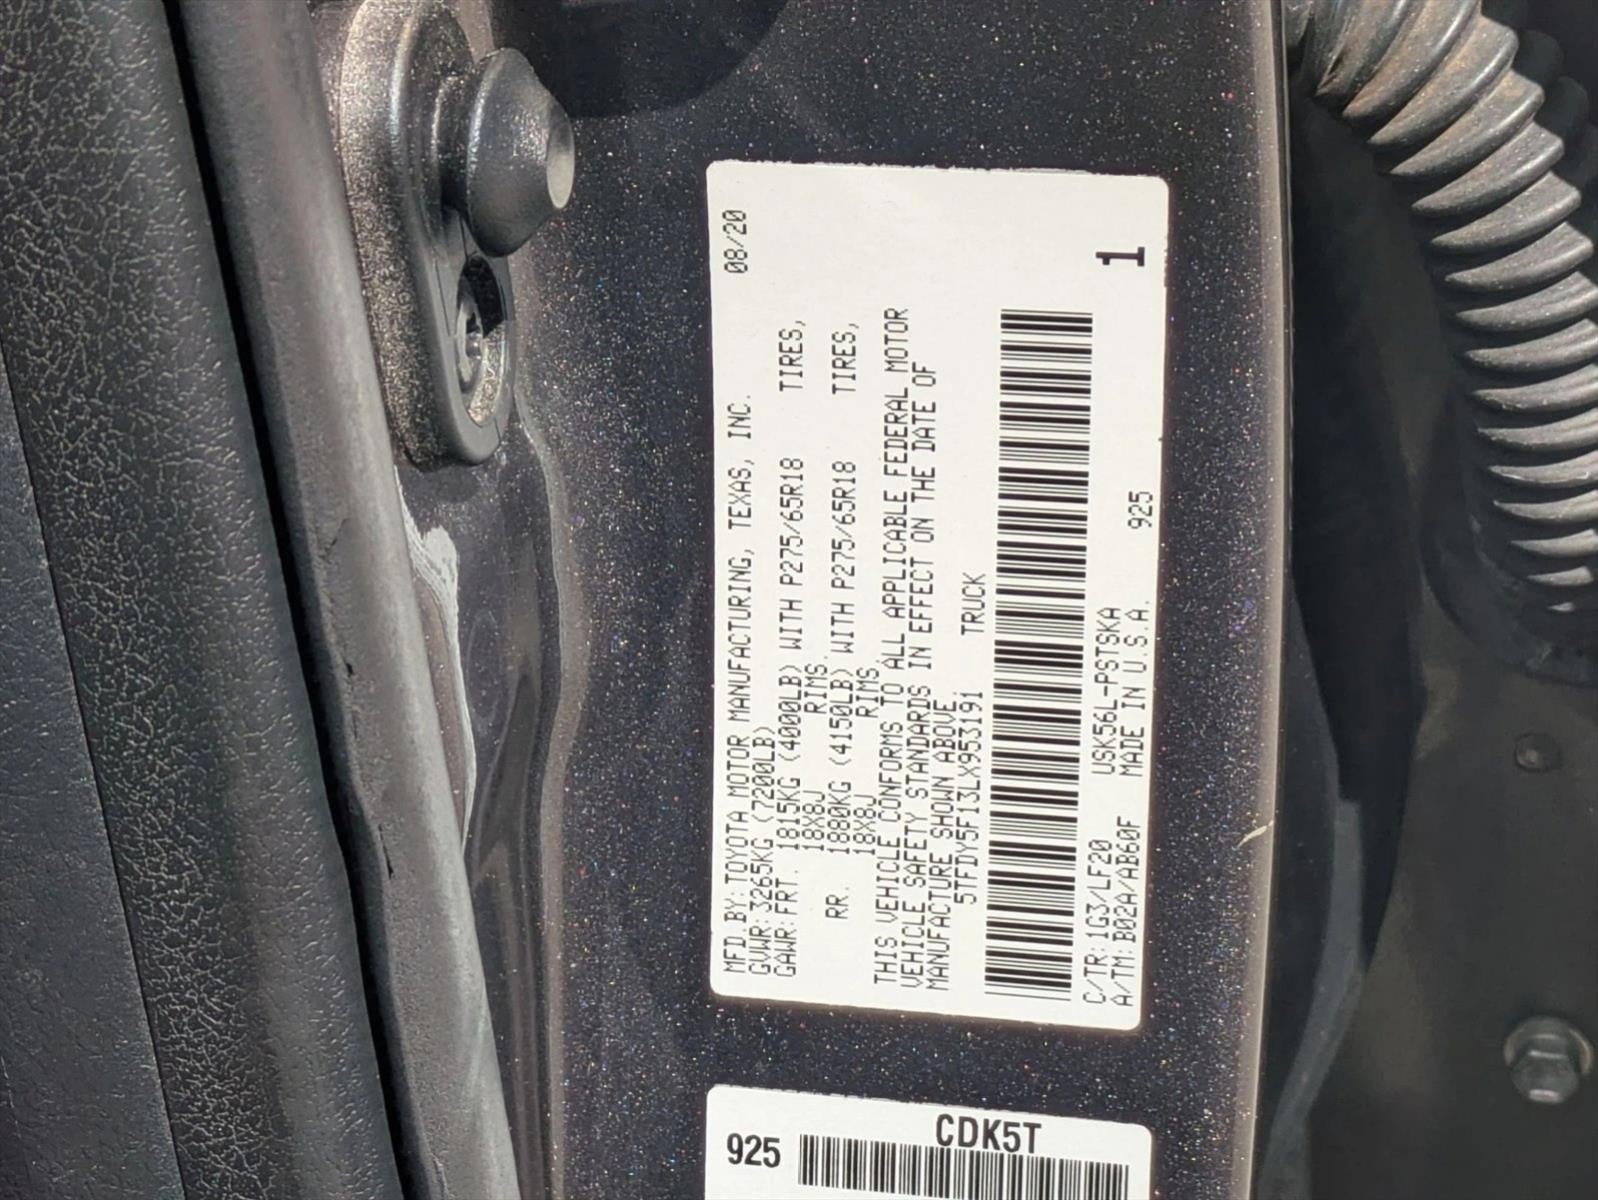 MFD.BY:TOYOTA MOTOR MANUFACTURING, TEXAS, INC. 08/20
GVWR:3265KG (7200LB)
GAWR:FRT. 1815KG (4000LB) WITH P275/65R18 TIRES,
18X8J RIMS
RR. 1880KG (4150LB) WITH P275/65R18 TIRES,
18X8J RIMS,
THIS VEHICLE CONFORMS TO ALL APPLICABLE FEDERAL MOTOR
VEHICLE SAFETY STANDARDS IN EFFECT ON THE DATE OF
MANUFACTURE SHOWN ABOVE
5TFDY5F13LX953191 TRUCK
C/TR:1G3/LF20 USK56L-PSTSKA 1
A/TM:B02A/AB60F MADE IN U.S.A. 925
925 CDK5T